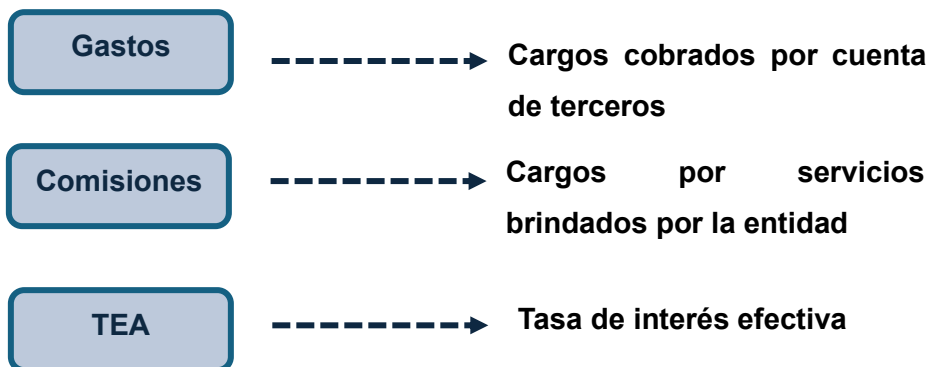 Gastos
Cargos cobrados por cuenta
de terceros
Comisiones
Cargos por servicios
brindados por la entidad
TEA
Tasa de interés efectiva